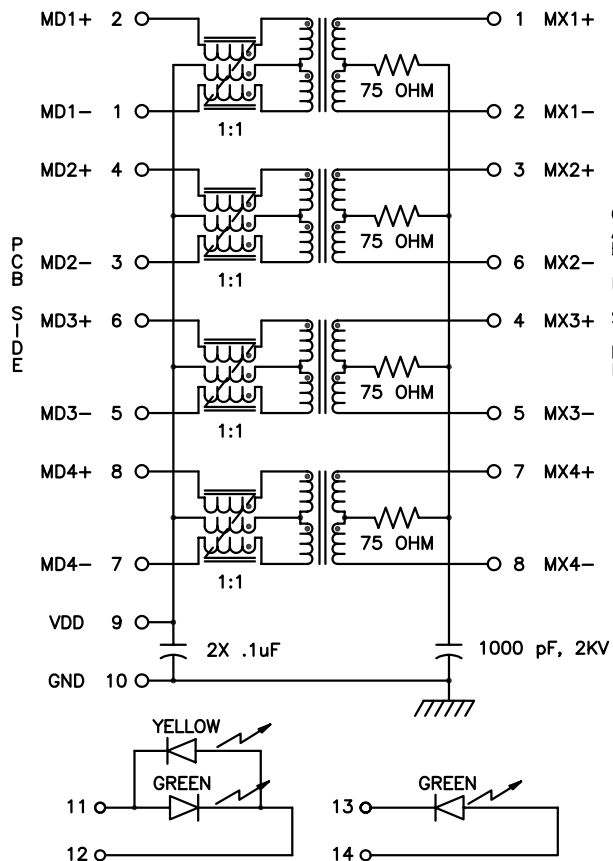 MD1+ 2
1 MX1+
75 OHM
MD1- 1
2 MX1-
1:1
MD2+ 4
3 MX2+
75 OHM
MD2- 3
6 MX2-
1:1
PCB SIDE
MD3+ 6
4 MX3+
75 OHM
MD3- 5
5 MX3-
1:1
MD4+ 8
7 MX4+
75 OHM
MD4- 7
8 MX4-
1:1
VDD 9
2X .1uF
1000 pF, 2KV
GND 10
YELLOW
GREEN
11
12
GREEN
13
14